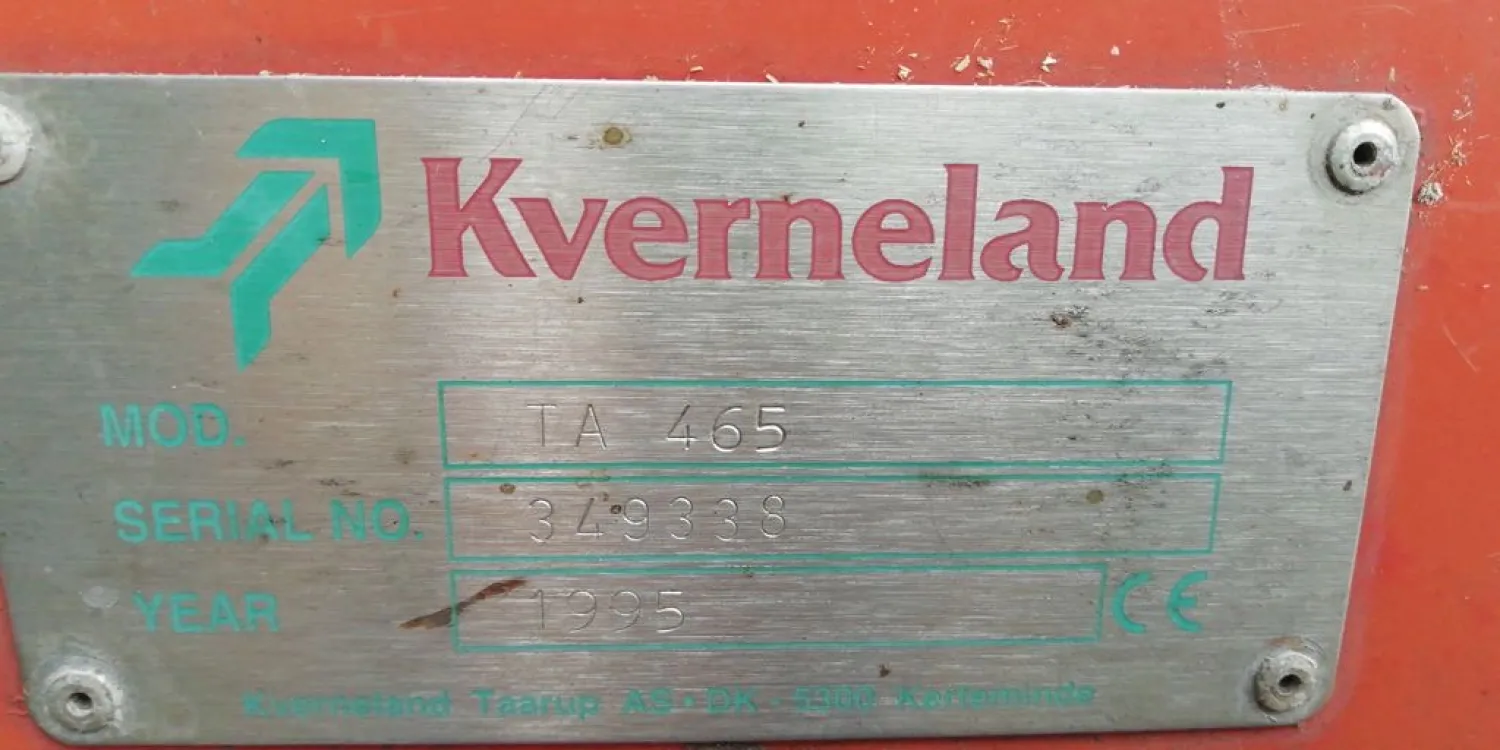 Kverneland
MOD. TA 465
SERIAL NO. 349338
YEAR 1995 CE
Kverneland Taarup AS · DK - 5300 Kerteminde